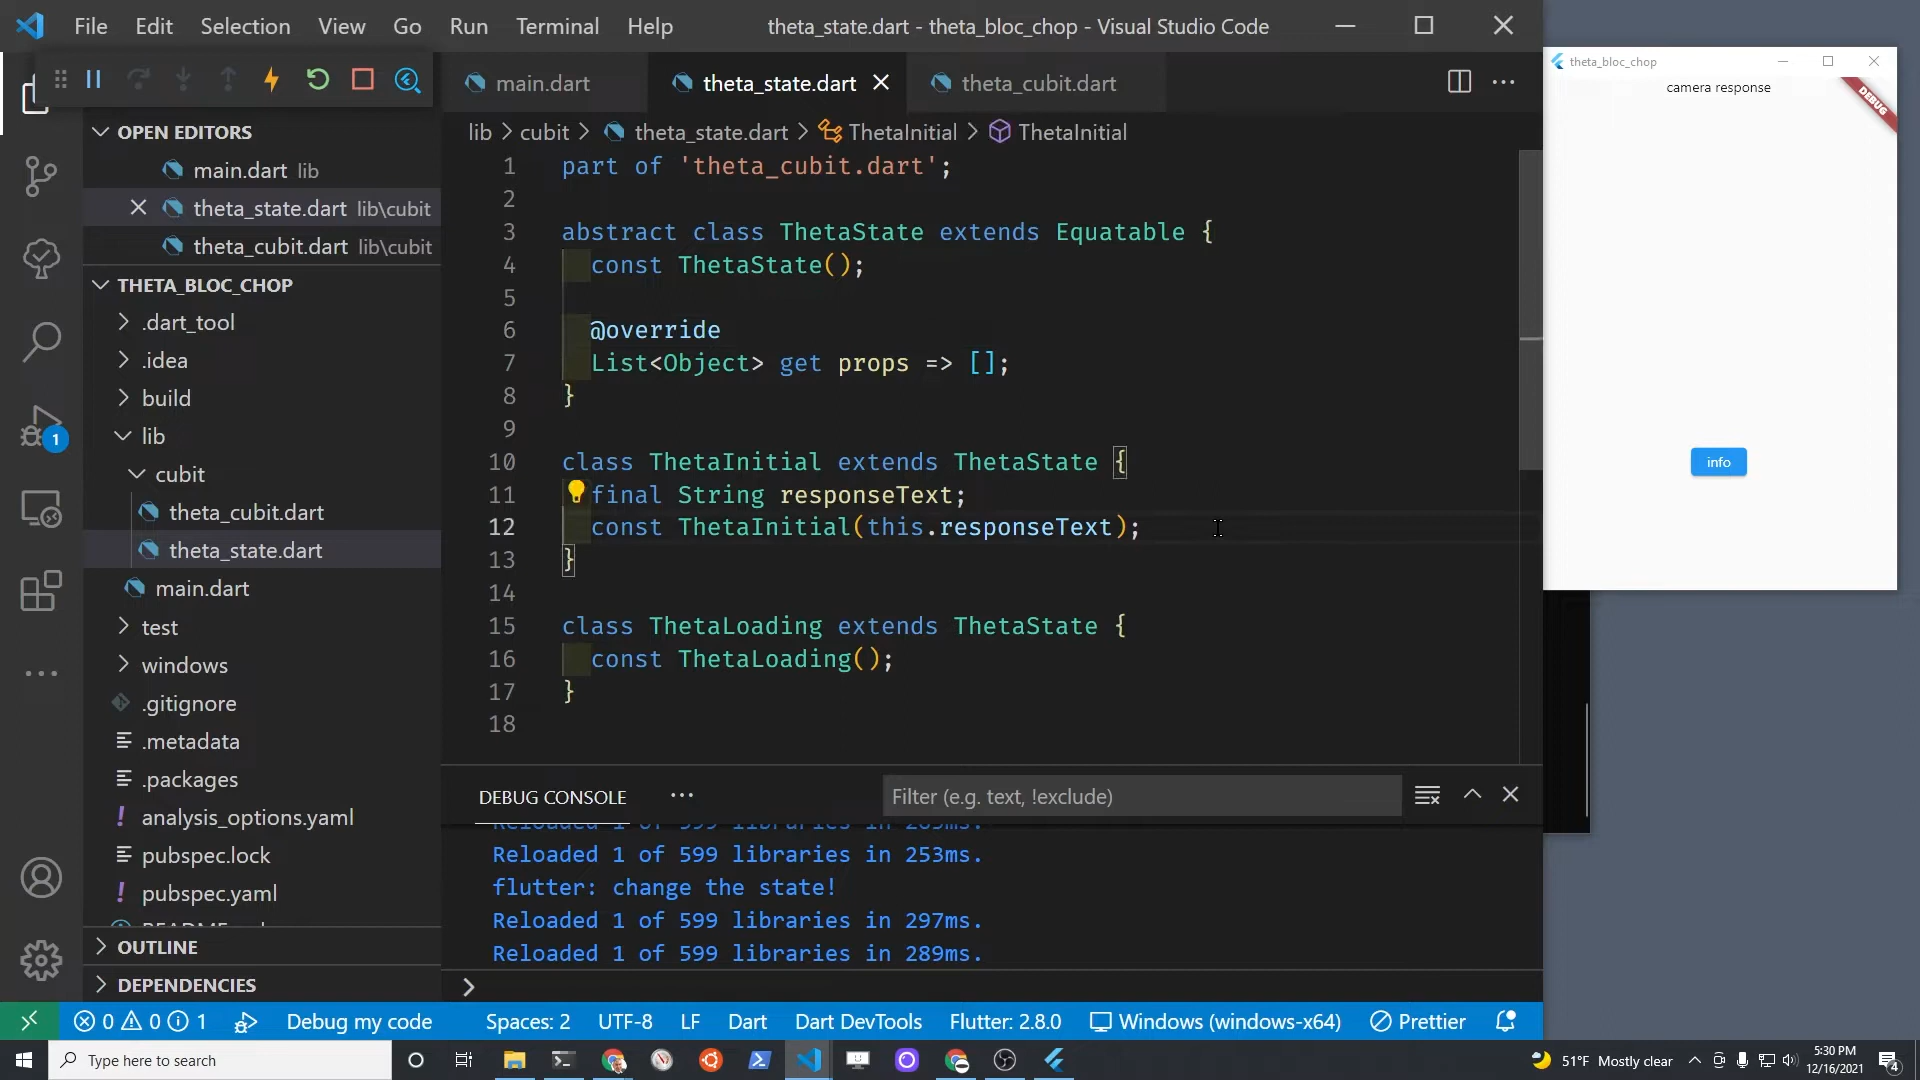 File Edit Selection View Go Run Terminal Help
theta_state.dart - theta_bloc_chop - Visual Studio Code
main.dart
theta_state.dart
theta_cubit.dart
lib > cubit > theta_state.dart > ThetaInitial > ThetaInitial
OPEN EDITORS
main.dart lib
theta_state.dart lib\cubit
theta_cubit.dart lib\cubit
THETA_BLOC_CHOP
.dart_tool
.idea
build
lib
cubit
theta_cubit.dart
theta_state.dart
main.dart
test
windows
.gitignore
.metadata
.packages
analysis_options.yaml
pubspec.lock
pubspec.yaml
OUTLINE
DEPENDENCIES
1
1 part of 'theta_cubit.dart';
2
3 abstract class ThetaState extends Equatable {
4 const ThetaState();
5
6 @override
7 List<Object> get props => [];
8 }
9
10 class ThetaInitial extends ThetaState {
11 final String responseText;
12 const ThetaInitial(this.responseText);
13 }
14
15 class ThetaLoading extends ThetaState {
16 const ThetaLoading();
17 }
18
DEBUG CONSOLE
Filter (e.g. text, !exclude)
Reloaded 1 of 599 libraries in 253ms.
flutter: change the state!
Reloaded 1 of 599 libraries in 297ms.
Reloaded 1 of 599 libraries in 289ms.
theta_bloc_chop
camera response
DEBUG
info
0 0 1 Debug my code Spaces: 2 UTF-8 LF Dart Dart DevTools Flutter: 2.8.0 Windows (windows-x64) Prettier
Type here to search
51°F Mostly clear
5:30 PM
12/16/2021
4